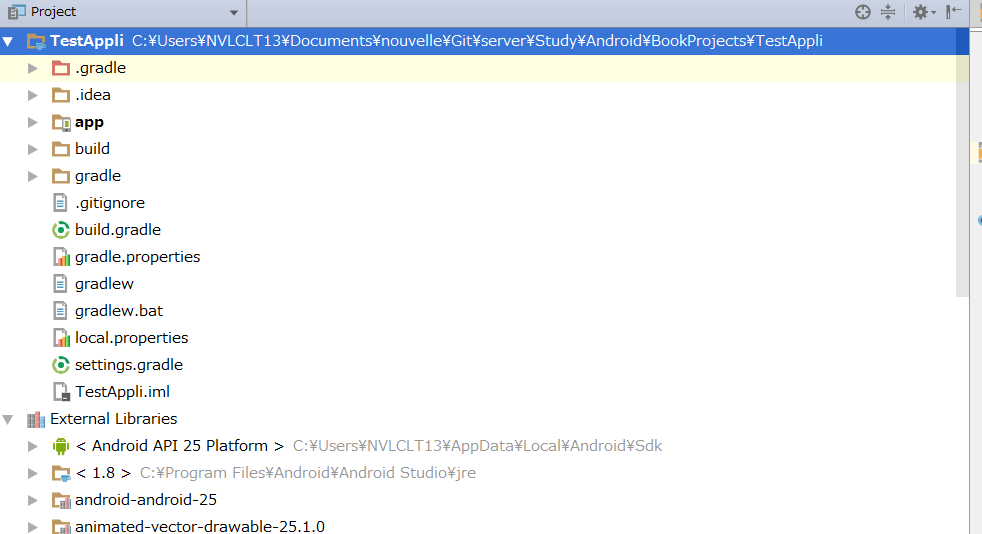 Project
TestAppli C:¥Users¥NVLCLT13¥Documents¥nouvelle¥Git¥server¥Study¥Android¥BookProjects¥TestAppli
.gradle
.idea
app
build
gradle
.gitignore
build.gradle
gradle.properties
gradlew
gradlew.bat
local.properties
settings.gradle
TestAppli.iml
External Libraries
< Android API 25 Platform > C:¥Users¥NVLCLT13¥AppData¥Local¥Android¥Sdk
< 1.8 > C:¥Program Files¥Android¥Android Studio¥jre
android-android-25
animated-vector-drawable-25.1.0